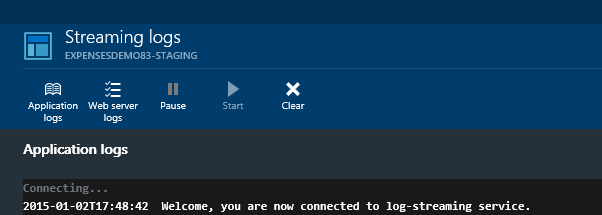 Streaming logs
EXPENSESDEMO83-STAGING
Application logs
Web server logs
Pause
Start
Clear
Application logs
Connecting...
2015-01-02T17:48:42 Welcome, you are now connected to log-streaming service.